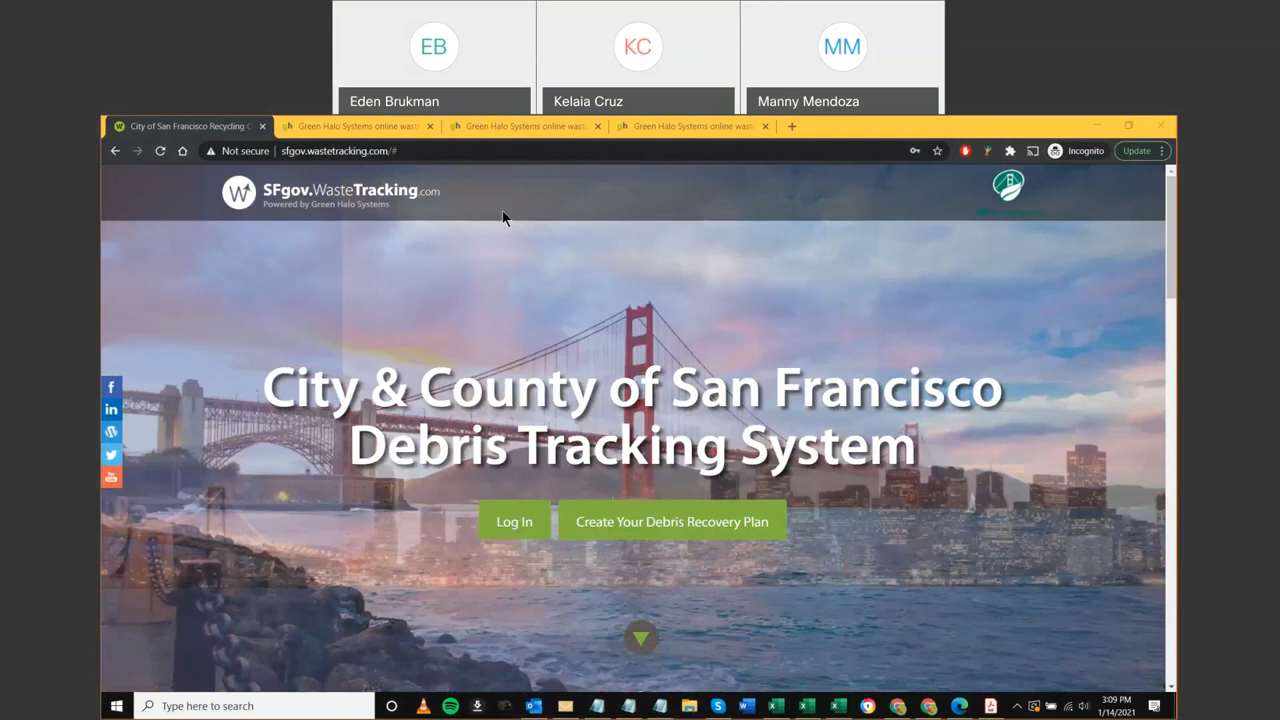 EB
KC
MM
Eden Brukman
Kelaia Cruz
Manny Mendoza
City of San Francisco Recycling C
Green Halo Systems online wast
Green Halo Systems online wast
Green Halo Systems online wast
Not secure
sfgov.wastetracking.com/#
Incognito
Update
SFgov.WasteTracking.com
Powered by Green Halo Systems
City & County of San Francisco
Debris Tracking System
Log In
Create Your Debris Recovery Plan
Type here to search
3:09 PM
1/14/2021